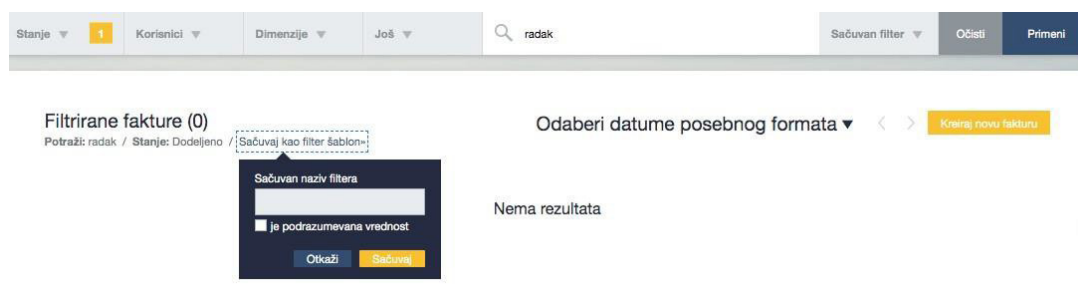 Stanje 1 Korisnici Dimenzije Još radak Sačuvan filter Očisti Primeni
Filtrirane fakture (0)
Odaberi datume posebnog formata Kreiraj novu fakturu
Potraži: radak / Stanje: Dodeljeno / Sačuvaj kao filter šablon»
Sačuvan naziv filtera
Nema rezultata
je podrazumevana vrednost
Otkaži Sačuvaj